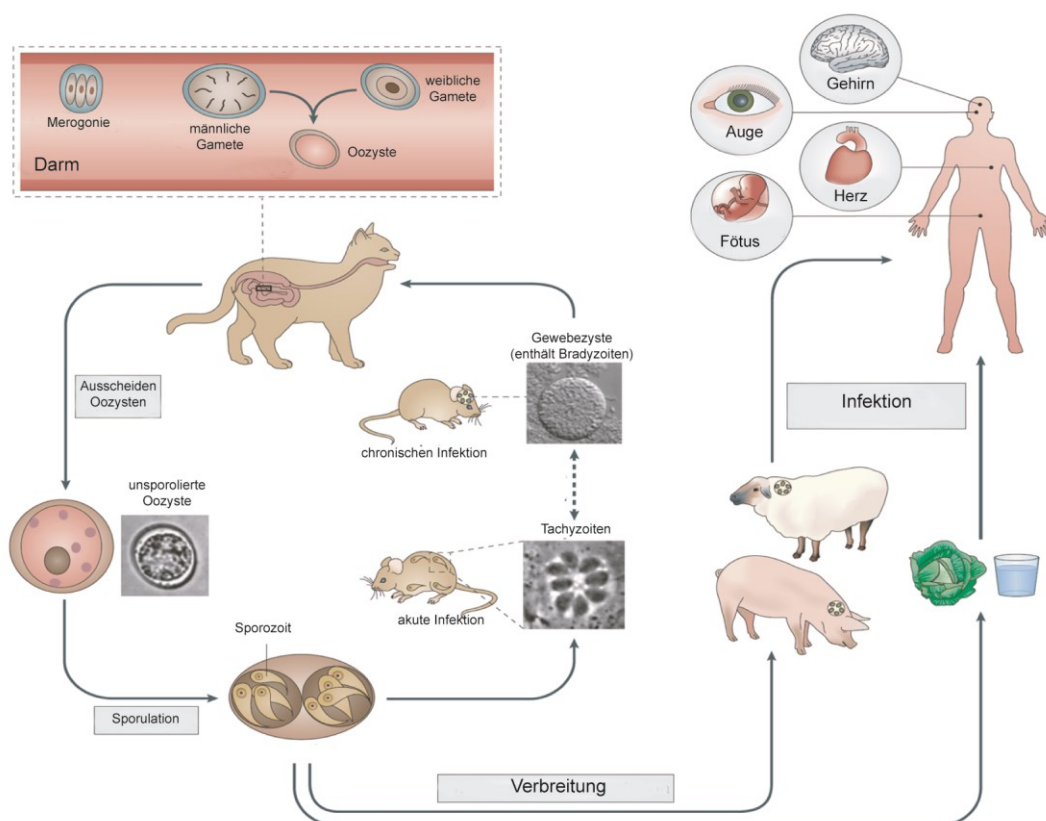 Merogonie
männliche
Gamete
weibliche
Gamete
Oozyste
Darm
Gehirn
Auge
Herz
Fötus
Ausscheiden
Oozysten
Gewebezyste
(enthält Bradyzoiten)
chronischen Infektion
Infektion
unsporolierte
Oozyste
Tachyzoiten
akute Infektion
Sporozoit
Sporulation
Verbreitung